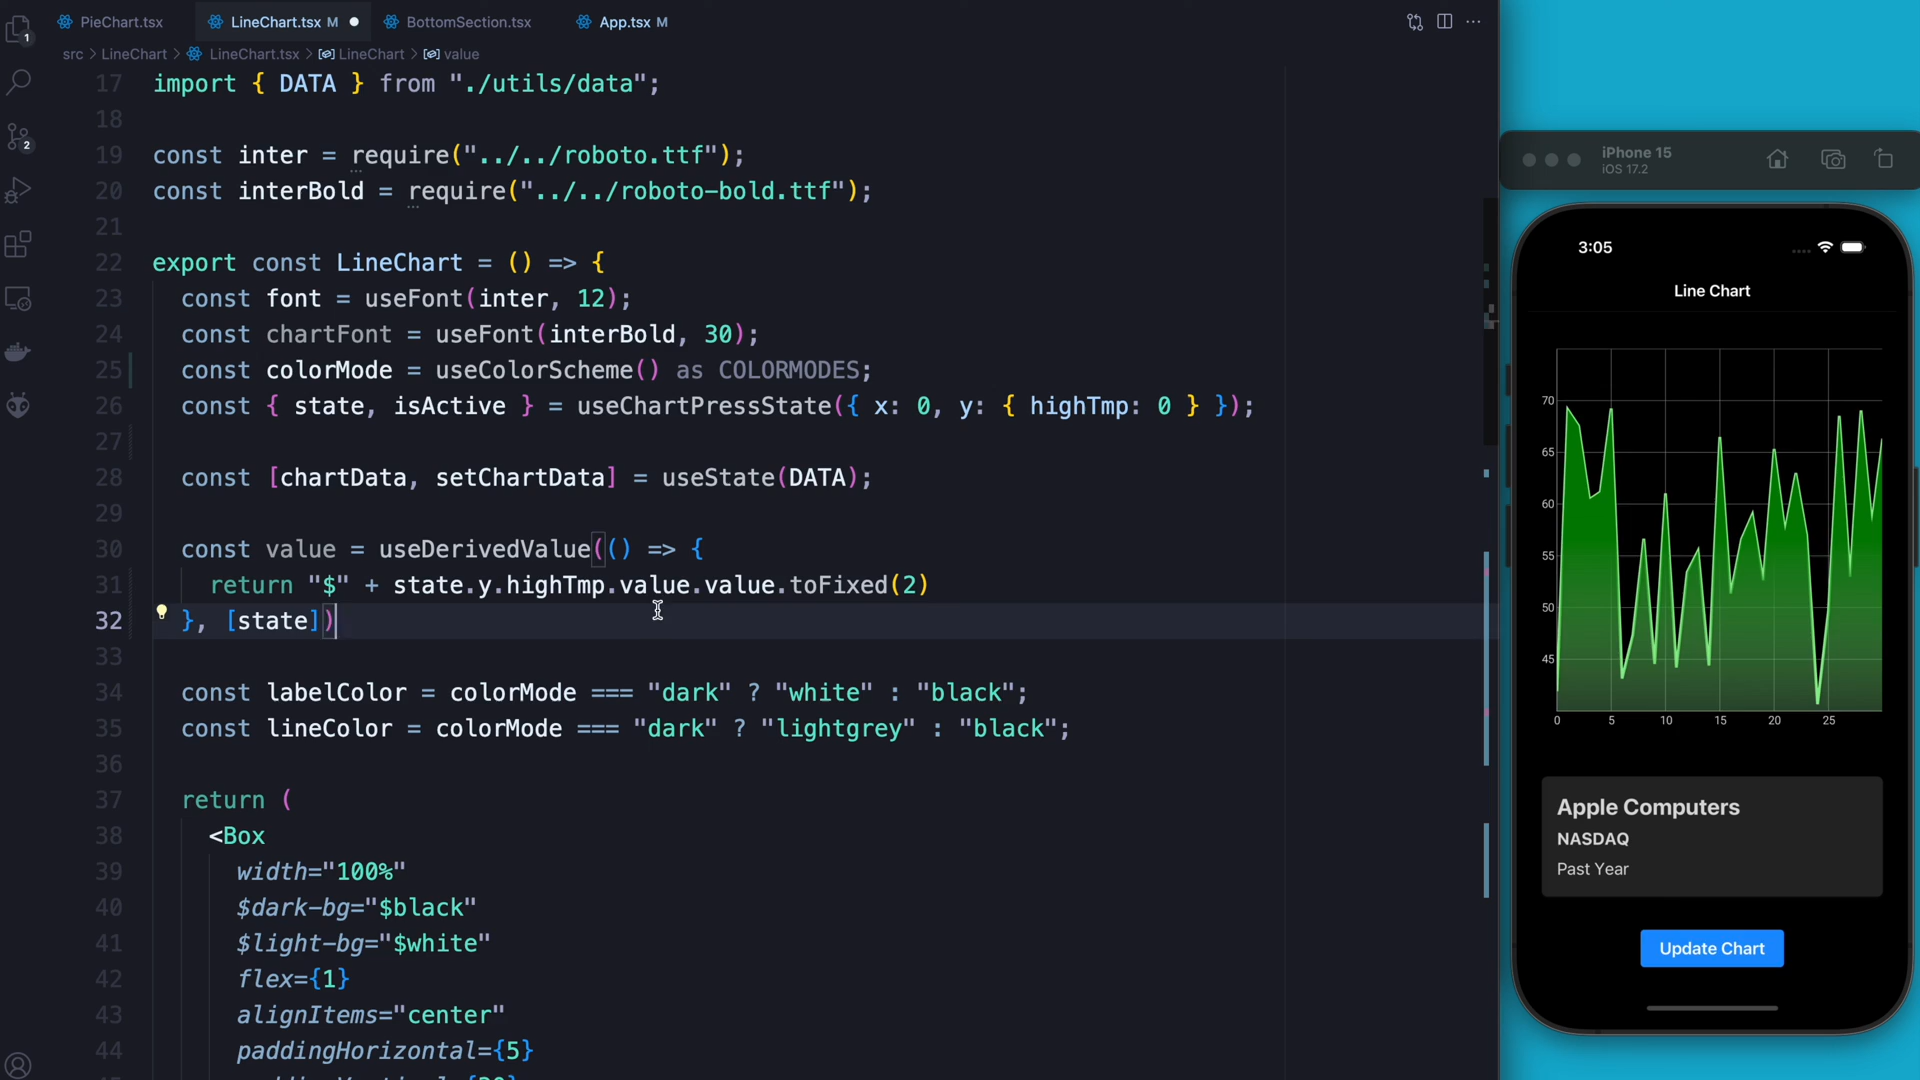 PieChart.tsx
LineChart.tsx M
BottomSection.tsx
App.tsx M
src > LineChart > LineChart.tsx > LineChart > value
1
2
17 import { DATA } from "./utils/data";
18
19 const inter = require("../../roboto.ttf");
20 const interBold = require("../../roboto-bold.ttf");
21
22 export const LineChart = () => {
23 const font = useFont(inter, 12);
24 const chartFont = useFont(interBold, 30);
25 const colorMode = useColorScheme() as COLORMODES;
26 const { state, isActive } = useChartPressState({ x: 0, y: { highTmp: 0 } });
27
28 const [chartData, setChartData] = useState(DATA);
29
30 const value = useDerivedValue(() => {
31 return "$" + state.y.highTmp.value.value.toFixed(2)
32 }, [state])
33
34 const labelColor = colorMode === "dark" ? "white" : "black";
35 const lineColor = colorMode === "dark" ? "lightgrey" : "black";
36
37 return (
38 <Box
39 width="100%"
40 $dark-bg="$black"
41 $light-bg="$white"
42 flex={1}
43 alignItems="center"
44 paddingHorizontal={5}
iPhone 15
iOS 17.2
3:05
Line Chart
70
65
60
55
50
45
0 5 10 15 20 25
Apple Computers
NASDAQ
Past Year
Update Chart